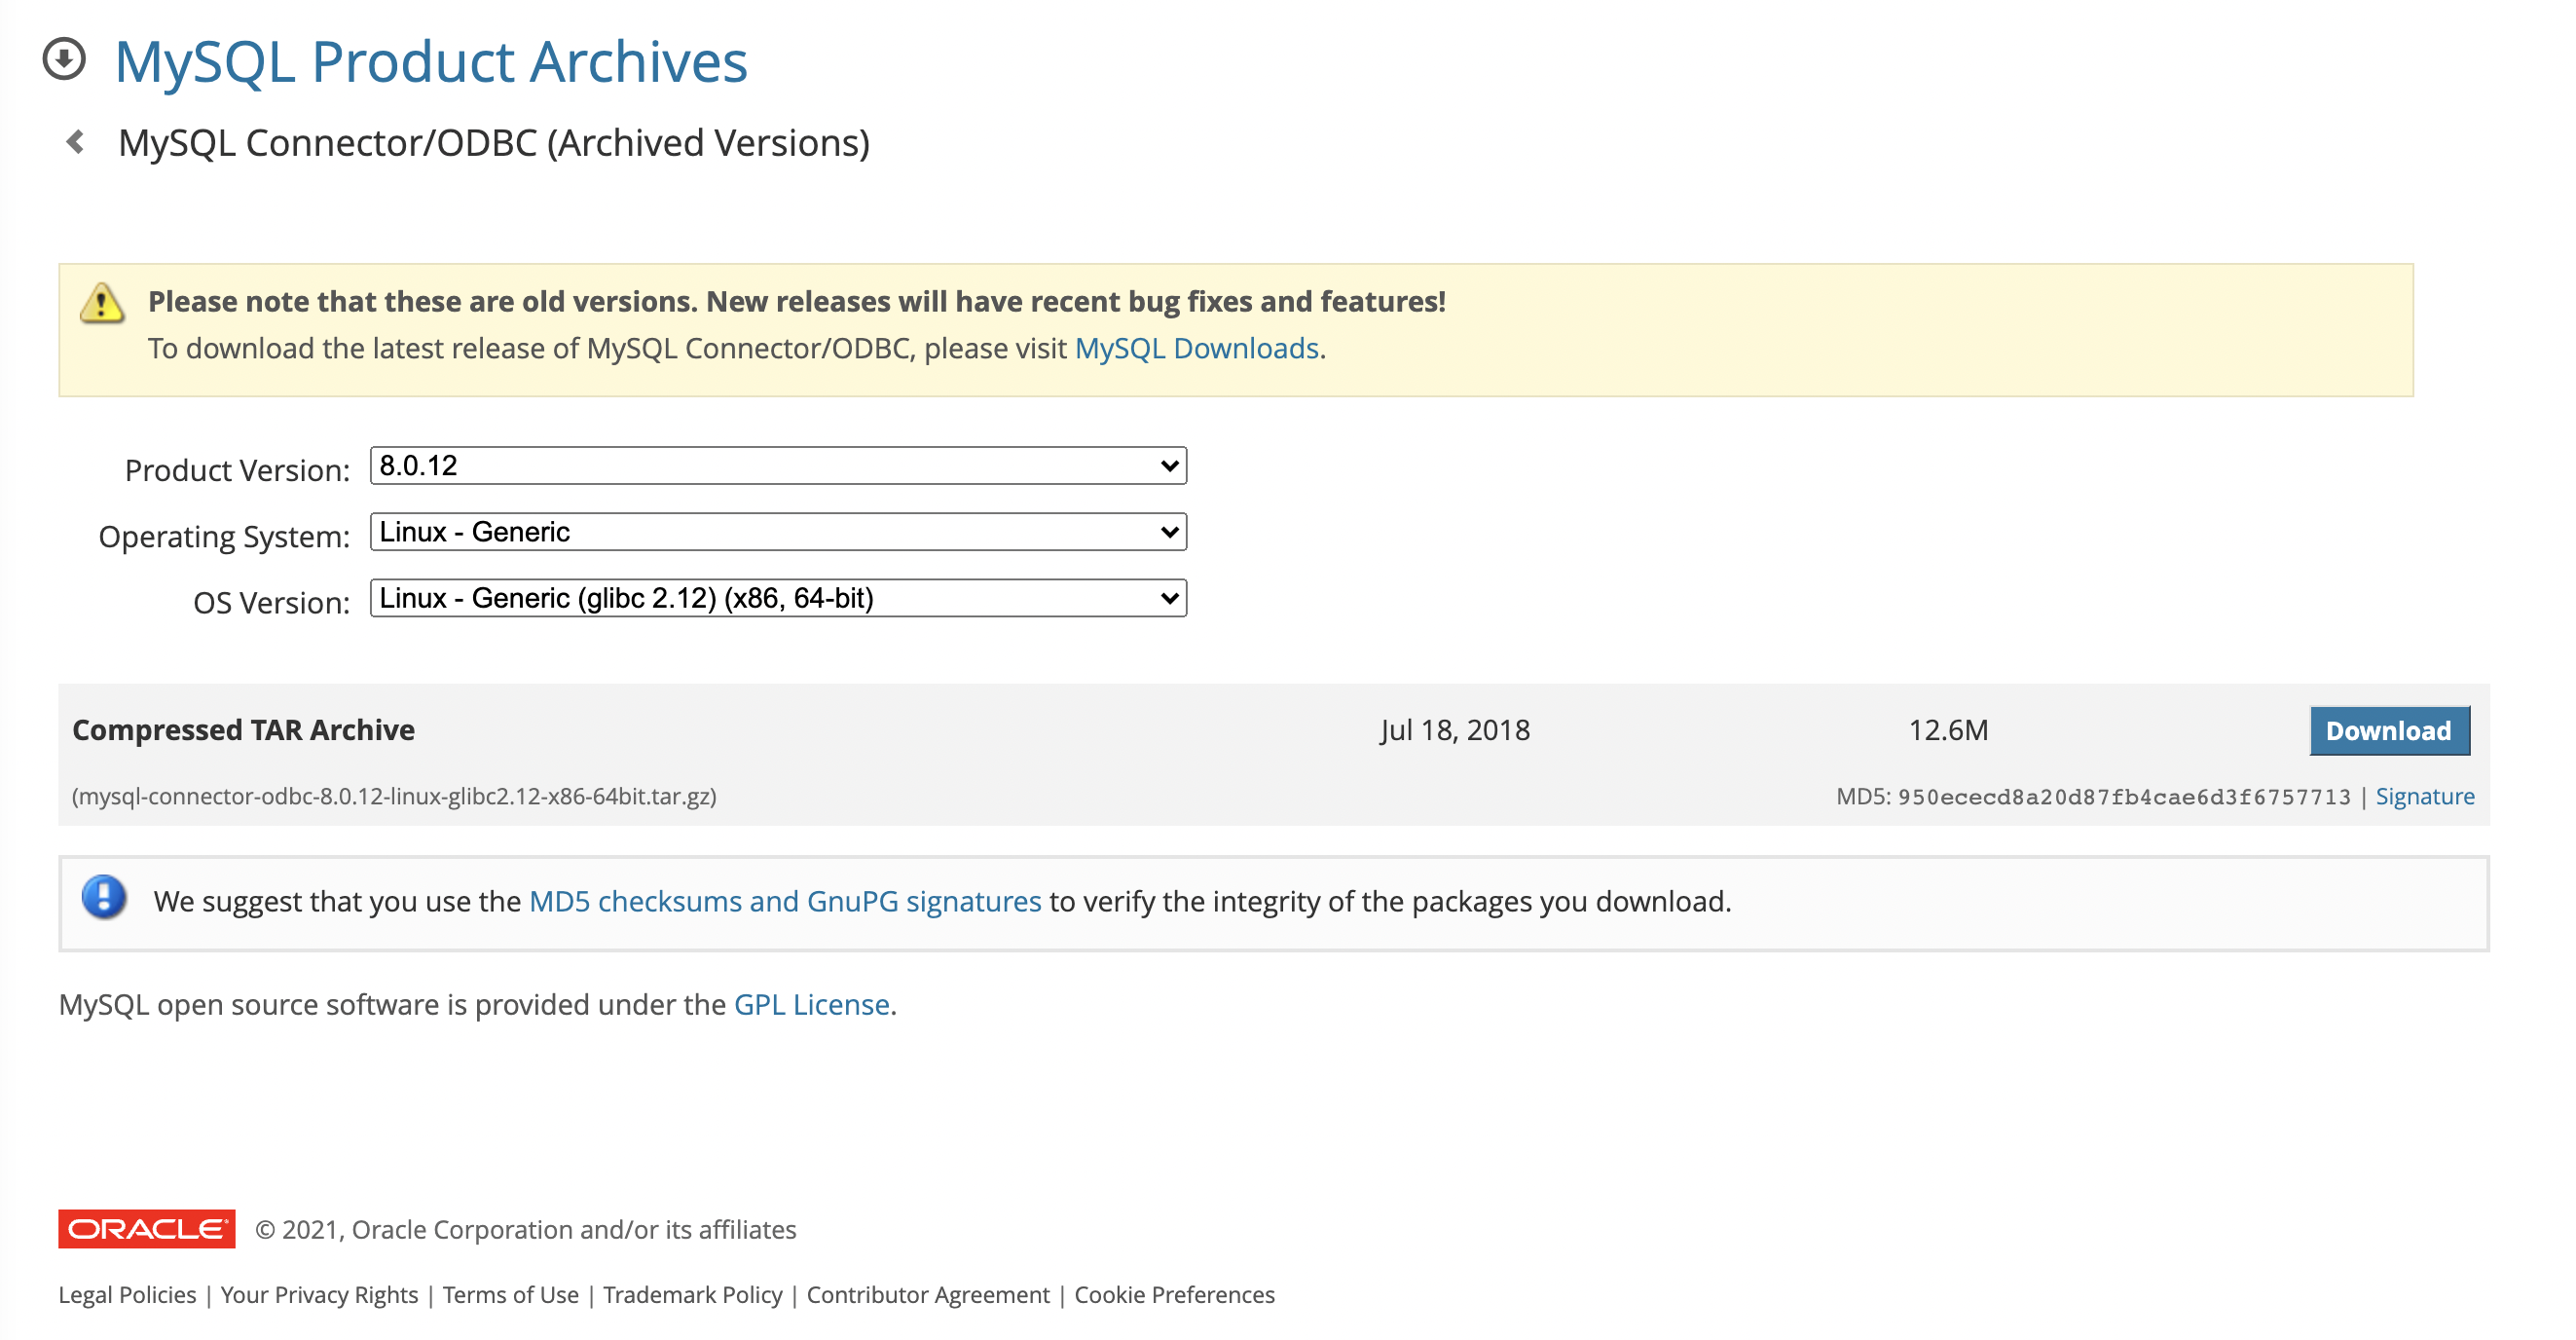 MySQL Product Archives
MySQL Connector/ODBC (Archived Versions)
Please note that these are old versions. New releases will have recent bug fixes and features!
To download the latest release of MySQL Connector/ODBC, please visit MySQL Downloads.
Product Version: 8.0.12
Operating System: Linux - Generic
OS Version: Linux - Generic (glibc 2.12) (x86, 64-bit)
Compressed TAR Archive Jul 18, 2018 12.6M Download
(mysql-connector-odbc-8.0.12-linux-glibc2.12-x86-64bit.tar.gz) MD5: 950ececd8a20d87fb4cae6d3f6757713 | Signature
We suggest that you use the MD5 checksums and GnuPG signatures to verify the integrity of the packages you download.
MySQL open source software is provided under the GPL License.
ORACLE © 2021, Oracle Corporation and/or its affiliates
Legal Policies | Your Privacy Rights | Terms of Use | Trademark Policy | Contributor Agreement | Cookie Preferences